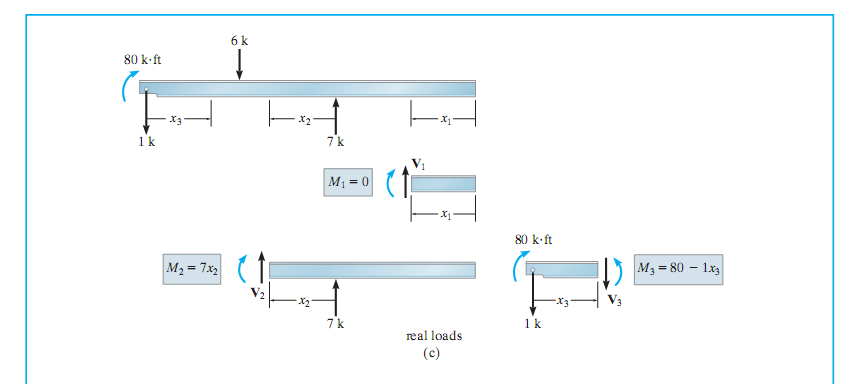 6 k
80 k·ft
x₃
x₂
x₁
1 k
7 k
V₁
M₁ = 0
x₁
80 k·ft
M₂ = 7x₂
M₃ = 80 − 1x₃
V₂
x₂
x₃
V₃
7 k
1 k
real loads
(c)